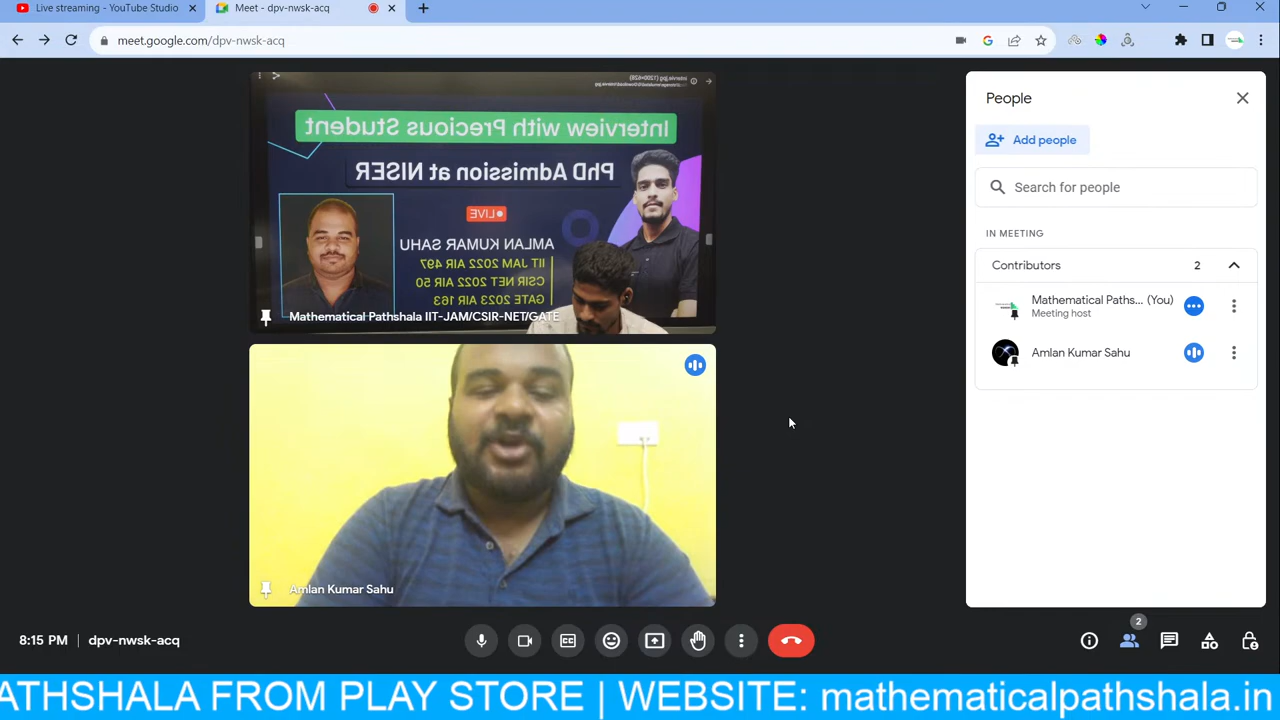 Live streaming - YouTube Studio
Meet - dpv-nwsk-acq
meet.google.com/dpv-nwsk-acq
Interview with Precious Student
PhD Admission at NISER
LIVE
AMLAN KUMAR SAHU
IIT JAM 2022 AIR 497
CSIR NET 2022 AIR 50
GATE 2023 AIR 163
Mathematical Pathshala IIT-JAM/CSIR-NET/GATE
Amlan Kumar Sahu
People
Add people
Search for people
IN MEETING
Contributors 2
Mathematical Paths... (You)
Meeting host
Amlan Kumar Sahu
8:15 PM | dpv-nwsk-acq
2
ATHSHALA FROM PLAY STORE | WEBSITE: mathematicalpathshala.in